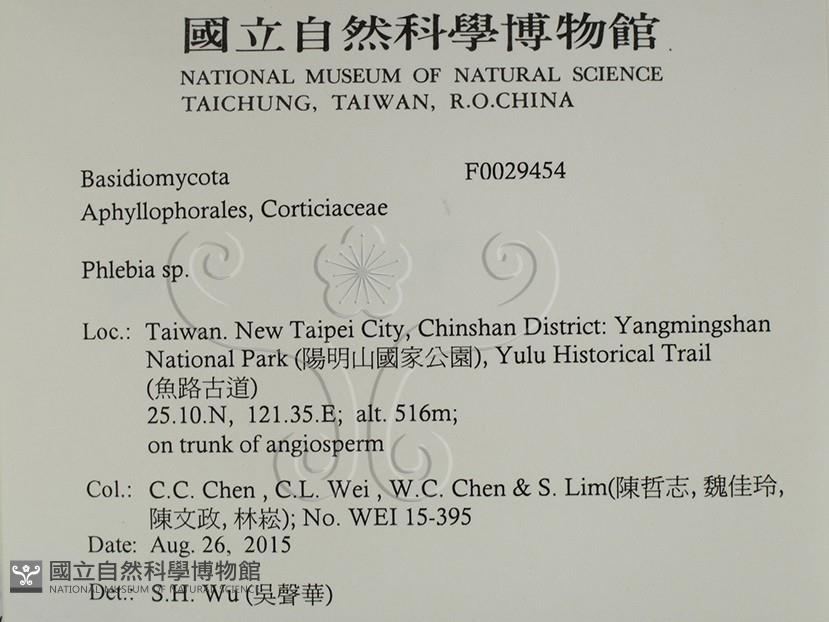 國立自然科學博物館
NATIONAL MUSEUM OF NATURAL SCIENCE
TAICHUNG, TAIWAN, R.O.CHINA
Basidiomycota F0029454
Aphyllophorales, Corticiaceae
Phlebia sp.
Loc.: Taiwan. New Taipei City, Chinshan District: Yangmingshan
National Park (陽明山國家公園), Yulu Historical Trail
(魚路古道)
25.10.N, 121.35.E; alt. 516m;
on trunk of angiosperm
Col.: C.C. Chen , C.L. Wei , W.C. Chen & S. Lim(陳哲志, 魏佳玲,
陳文政, 林崧); No. WEI 15-395
Date: Aug. 26, 2015
國立自然科學博物館
NATIONAL MUSEUM OF NATURAL SCIENCE
Det.: S.H. Wu (吳聲華)